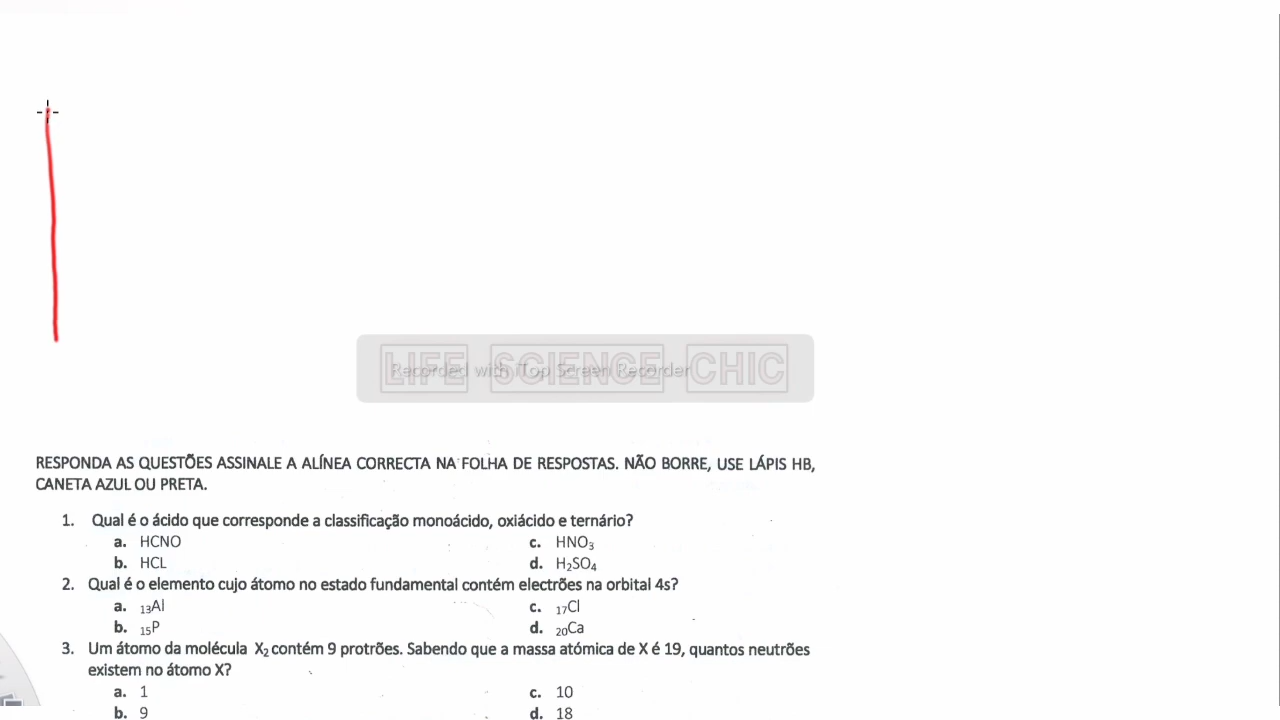 LIFE SCIENCE CHIC
Recorded with iTop Screen Recorder
RESPONDA AS QUESTÕES ASSINALE A ALÍNEA CORRECTA NA FOLHA DE RESPOSTAS. NÃO BORRE, USE LÁPIS HB,
CANETA AZUL OU PRETA.
1. Qual é o ácido que corresponde a classificação monoácido, oxiácido e ternário?
a. HCNO c. HNO₃
b. HCL d. H₂SO₄
2. Qual é o elemento cujo átomo no estado fundamental contém electrões na orbital 4s?
a. ₁₃Al c. ₁₇Cl
b. ₁₅P d. ₂₀Ca
3. Um átomo da molécula X₂ contém 9 protrões. Sabendo que a massa atómica de X é 19, quantos neutrões
existem no átomo X?
a. 1 c. 10
b. 9 d. 18